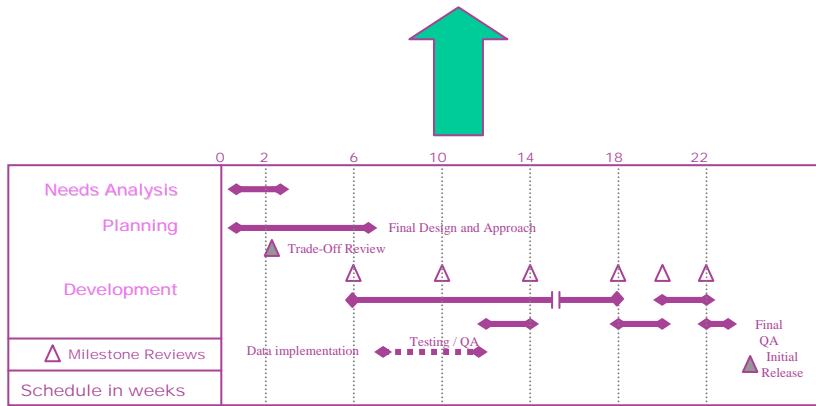 0 2 6 10 14 18 22
Needs Analysis
Planning
Final Design and Approach
Trade-Off Review
Development
Final
QA
Testing / QA
Data implementation
Milestone Reviews
Initial
Release
Schedule in weeks